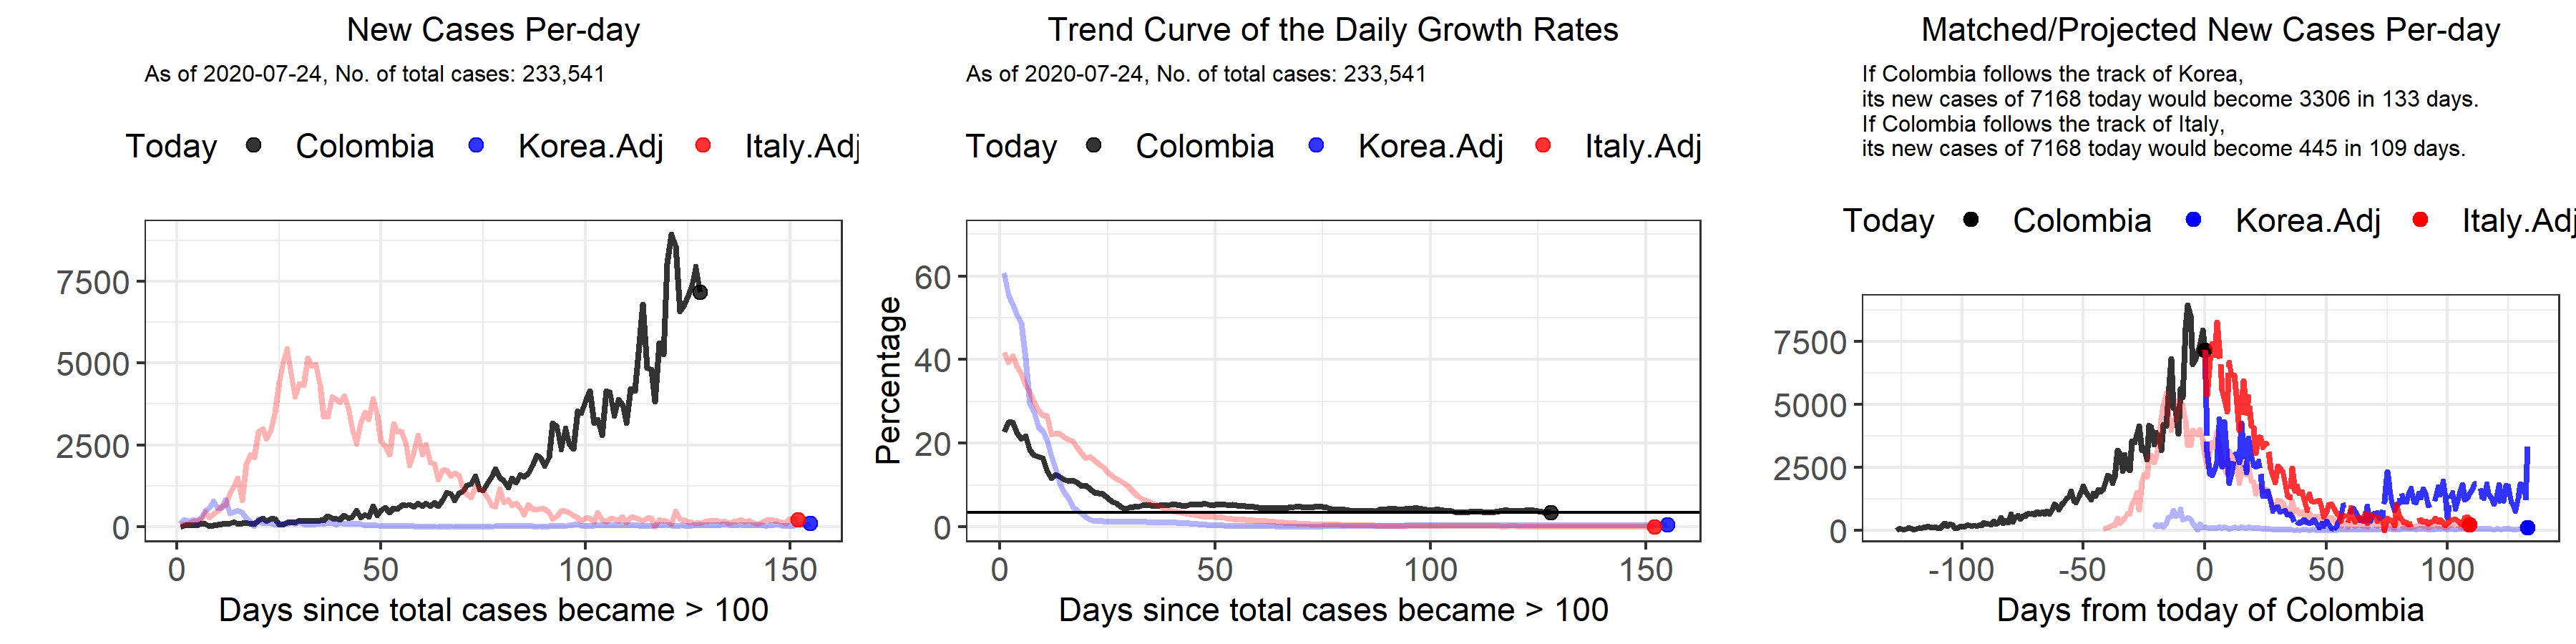 New Cases Per-day
As of 2020-07-24, No. of total cases: 233,541
Today Colombia Korea.Adj Italy.Adj
7500
5000
2500
0
0 50 100 150
Days since total cases became > 100
Trend Curve of the Daily Growth Rates
As of 2020-07-24, No. of total cases: 233,541
Today Colombia Korea.Adj Italy.Adj
Percentage
60
40
20
0
0 50 100 150
Days since total cases became > 100
Matched/Projected New Cases Per-day
If Colombia follows the track of Korea,
its new cases of 7168 today would become 3306 in 133 days.
If Colombia follows the track of Italy,
its new cases of 7168 today would become 445 in 109 days.
Today Colombia Korea.Adj Italy.Adj
7500
5000
2500
0
-100 -50 0 50 100
Days from today of Colombia